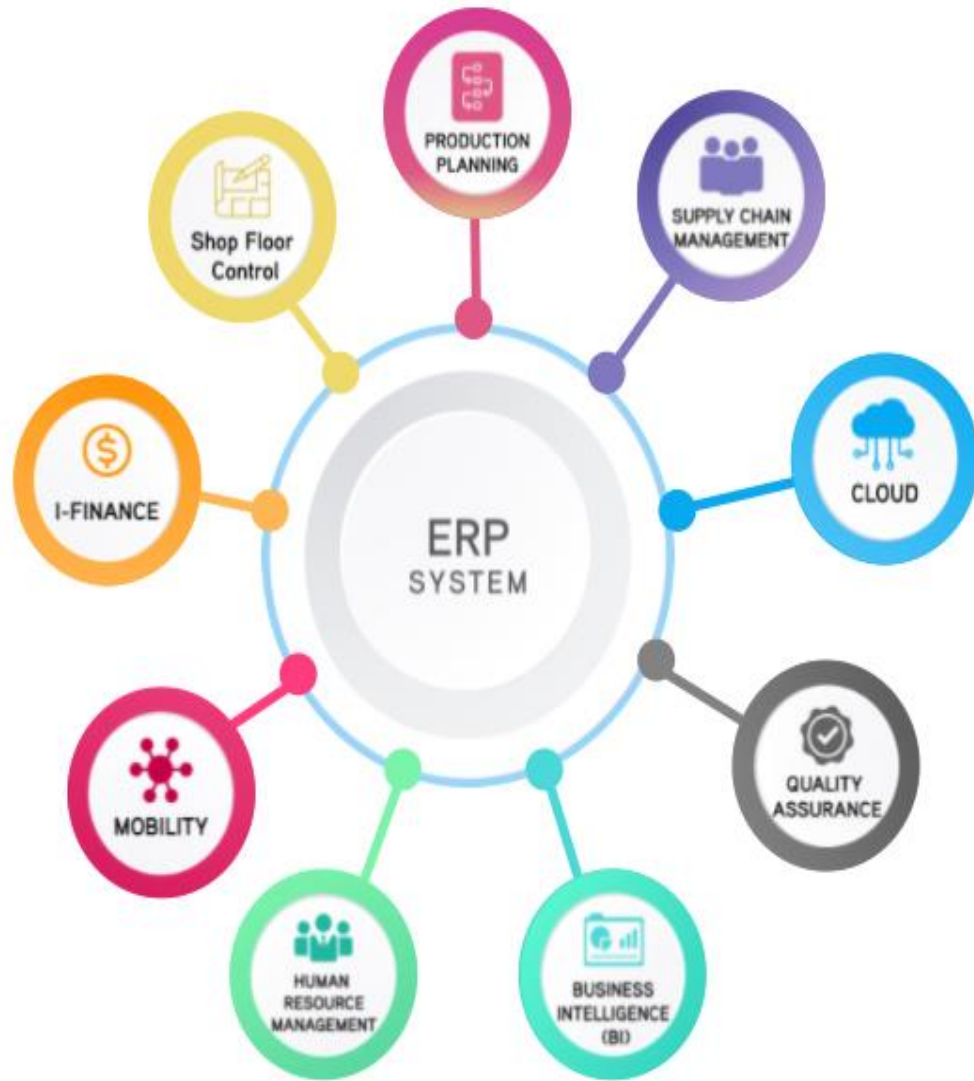 PRODUCTION
PLANNING
SUPPLY CHAIN
MANAGEMENT
Shop Floor
Control
CLOUD
$
I-FINANCE
ERP
SYSTEM
QUALITY
ASSURANCE
MOBILITY
HUMAN
RESOURCE
MANAGEMENT
BUSINESS
INTELLIGENCE
(BI)